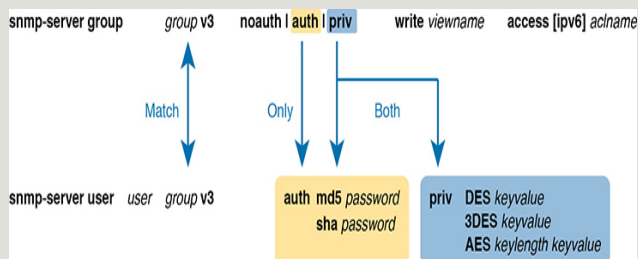 snmp-server group group v3 noauth | auth | priv write viewname access [ipv6] aclname
Match Only Both
snmp-server user user group v3 auth md5 password priv DES keyvalue
sha password 3DES keyvalue
AES keylength keyvalue